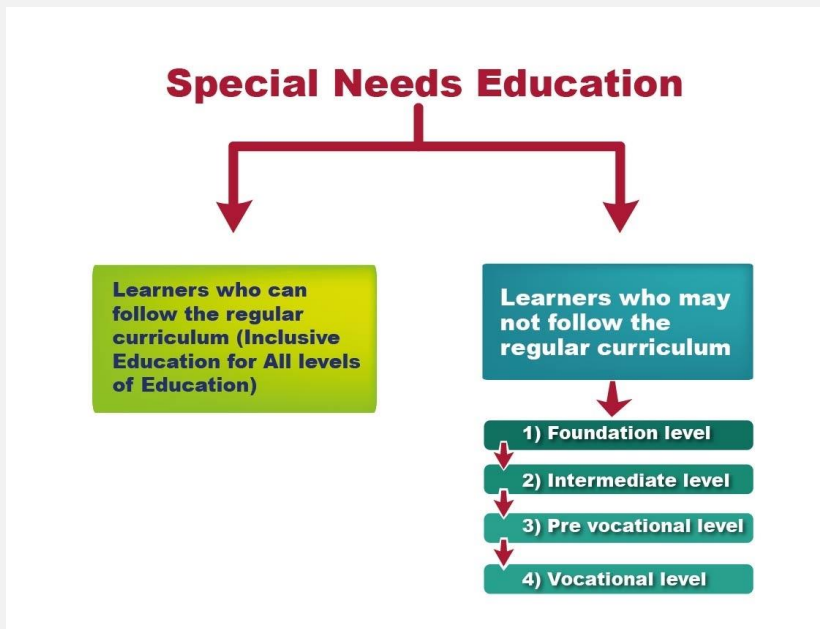 Special Needs Education
Learners who can
follow the regular
curriculum (Inclusive
Education for All levels
of Education)
Learners who may
not follow the
regular curriculum
1) Foundation level
2) Intermediate level
3) Pre vocational level
4) Vocational level